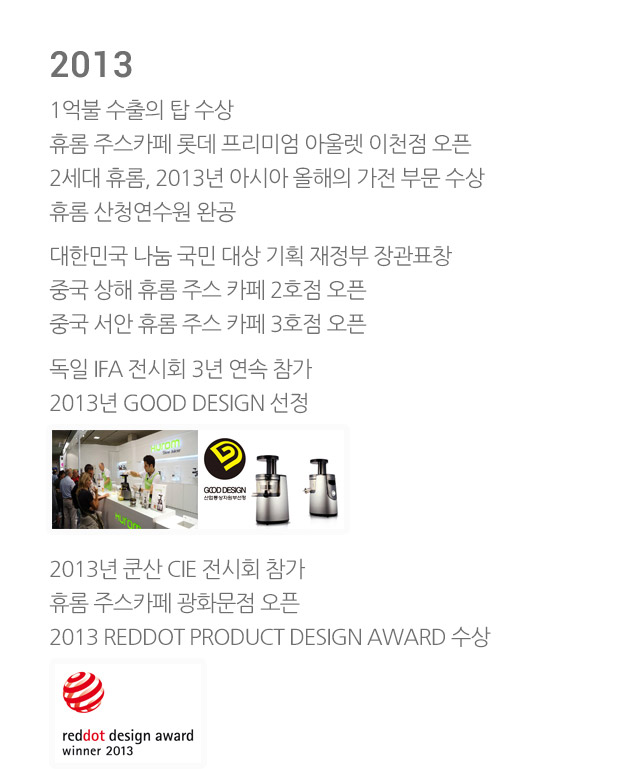 2013
1억불 수출의 탑 수상
휴롬 주스카페 롯데 프리미엄 아울렛 이천점 오픈
2세대 휴롬, 2013년 아시아 올해의 가전 부문 수상
휴롬 산청연수원 완공
대한민국 나눔 국민 대상 기획 재정부 장관표창
중국 상해 휴롬 주스 카페 2호점 오픈
중국 서안 휴롬 주스 카페 3호점 오픈
독일 IFA 전시회 3년 연속 참가
2013년 GOOD DESIGN 선정
Hurom
GOOD DESIGN
산업통상자원부선정
Hurom
2013년 쿤산 CIE 전시회 참가
휴롬 주스카페 광화문점 오픈
2013 REDDOT PRODUCT DESIGN AWARD 수상
reddot design award
winner 2013